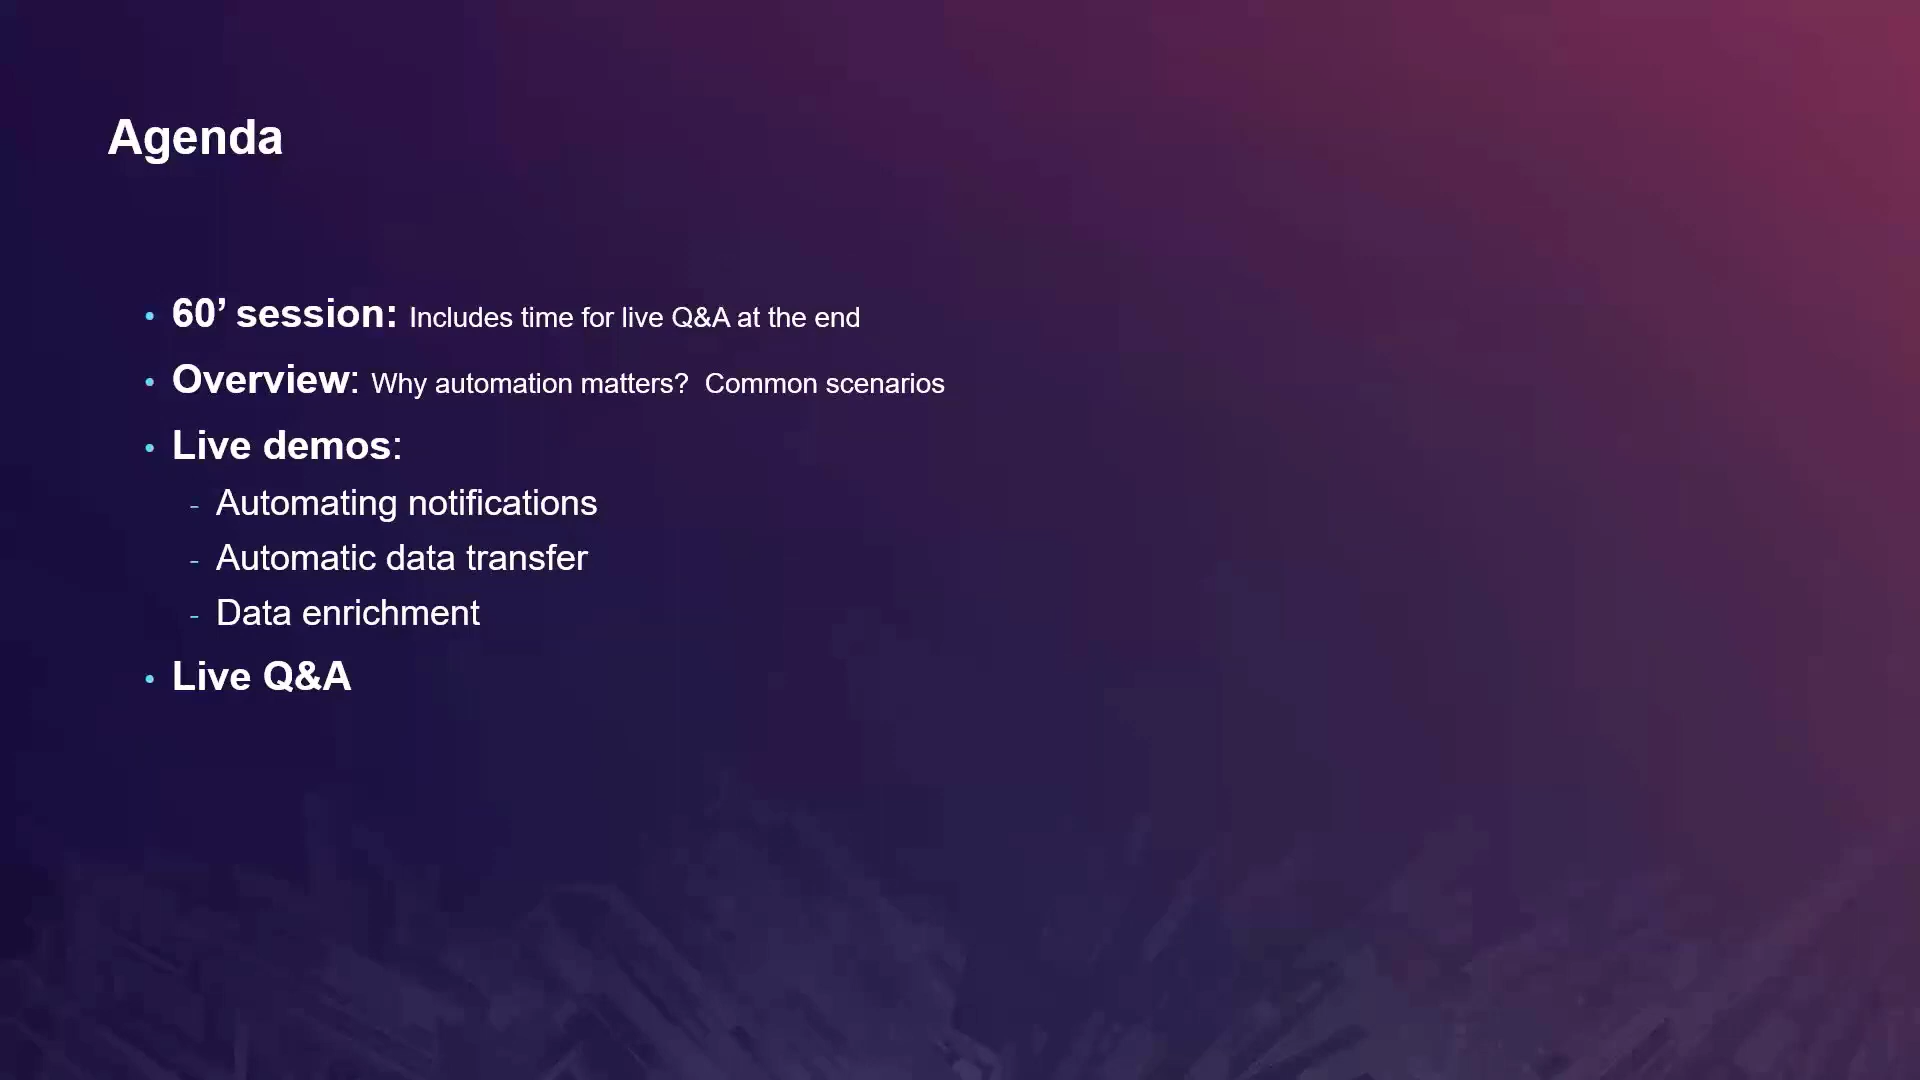 Agenda
• 60’ session: Includes time for live Q&A at the end
• Overview: Why automation matters?  Common scenarios
• Live demos:
- Automating notifications
- Automatic data transfer
- Data enrichment
• Live Q&A